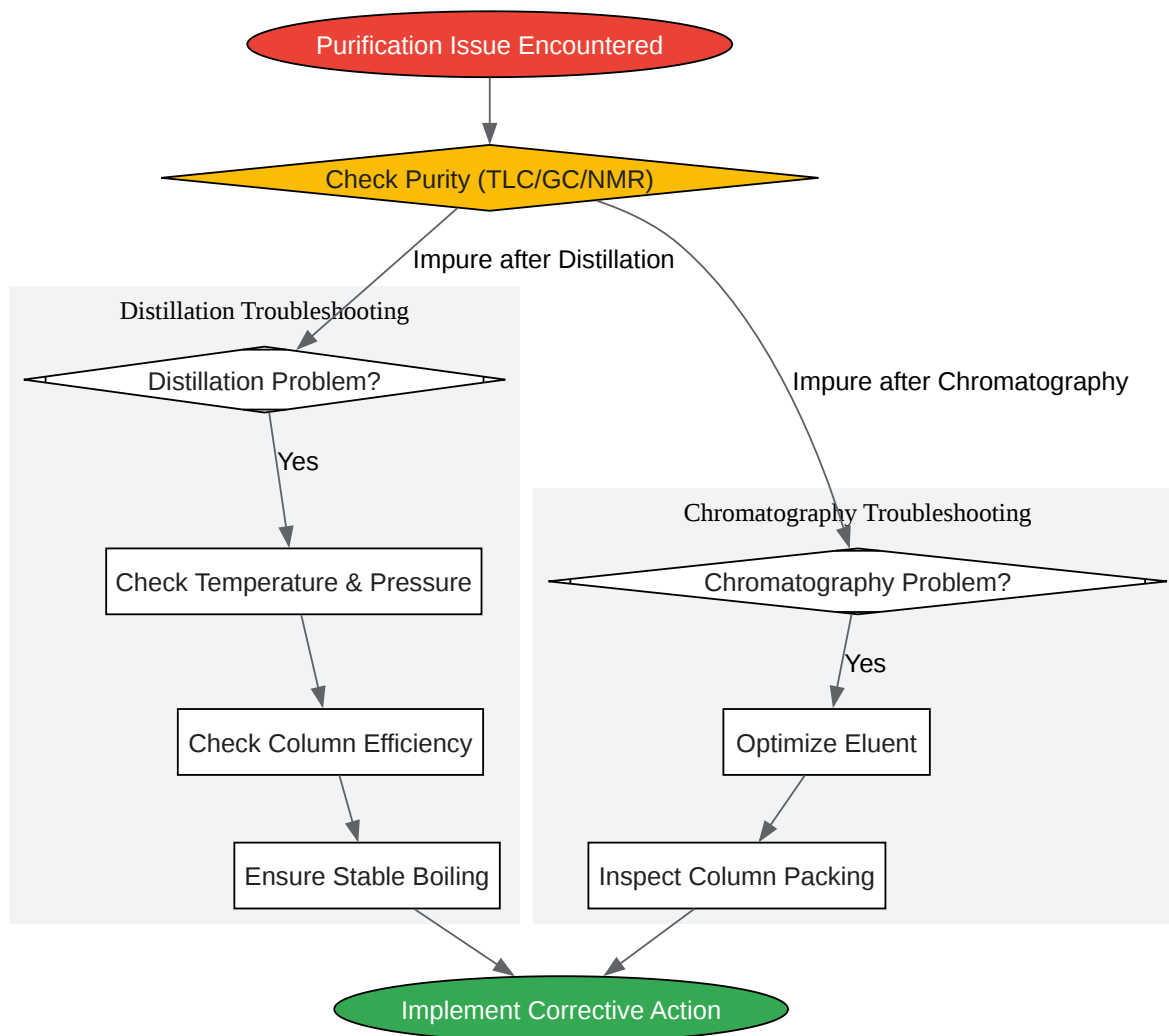 Purification Issue Encountered
Check Purity (TLC/GC/NMR)
Impure after Distillation
Distillation Troubleshooting
Distillation Problem?
Impure after Chromatography
Yes
Chromatography Troubleshooting
Check Temperature & Pressure
Chromatography Problem?
Yes
Check Column Efficiency
Optimize Eluent
Ensure Stable Boiling
Inspect Column Packing
Implement Corrective Action